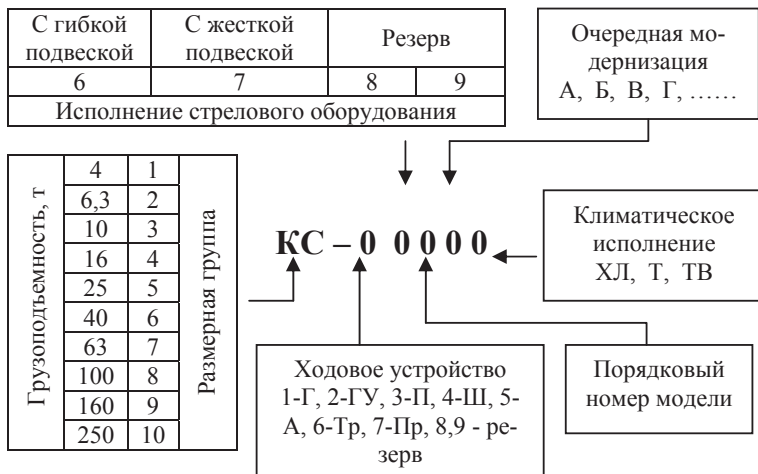 С гибкой
подвеской
С жесткой
подвеской
Резерв
6 7 8 9
Исполнение стрелового оборудования
Очередная мо-
дернизация
А, Б, В, Г, ……
Грузоподъемность, т
4 1
6,3 2
10 3
16 4
25 5
40 6
63 7
100 8
160 9
250 10
Размерная группа
КС – 0 0 0 0 0
Климатическое
исполнение
ХЛ, Т, ТВ
Ходовое устройство
1-Г, 2-ГУ, 3-П, 4-Ш, 5-
А, 6-Тр, 7-Пр, 8,9 - ре-
зерв
Порядковый
номер модели